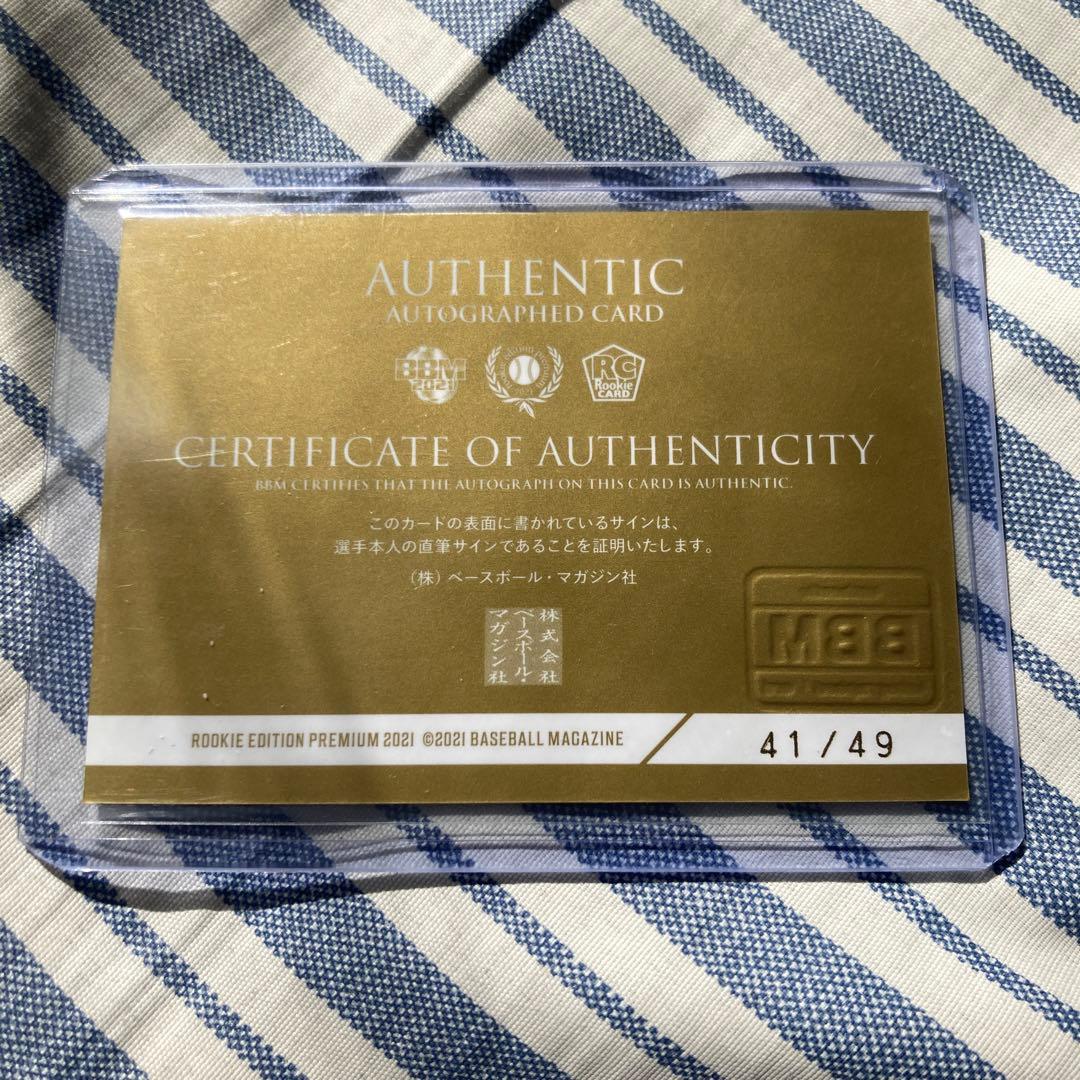 AUTHENTIC
AUTOGRAPHED CARD
BBM
2021
rookie edition premium
RC
Rookie
CARD
CERTIFICATE OF AUTHENTICITY
BBM CERTIFIES THAT THE AUTOGRAPH ON THIS CARD IS AUTHENTIC.
このカードの表面に書かれているサインは、
選手本人の直筆サインであることを証明いたします。
(株) ベースボール・マガジン社
株式会社
ベースボール・
マガジン社
BBM
ROOKIE EDITION PREMIUM 2021 ©2021 BASEBALL MAGAZINE
41/49